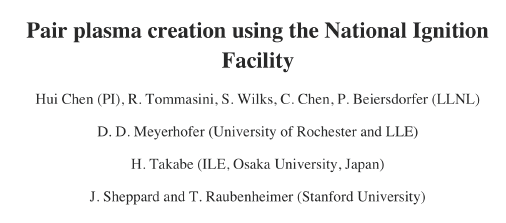 Pair plasma creation using the National Ignition
Facility
Hui Chen (PI), R. Tommasini, S. Wilks, C. Chen, P. Beiersdorfer (LLNL)
D. D. Meyerhofer (University of Rochester and LLE)
H. Takabe (ILE, Osaka University, Japan)
J. Sheppard and T. Raubenheimer (Stanford University)